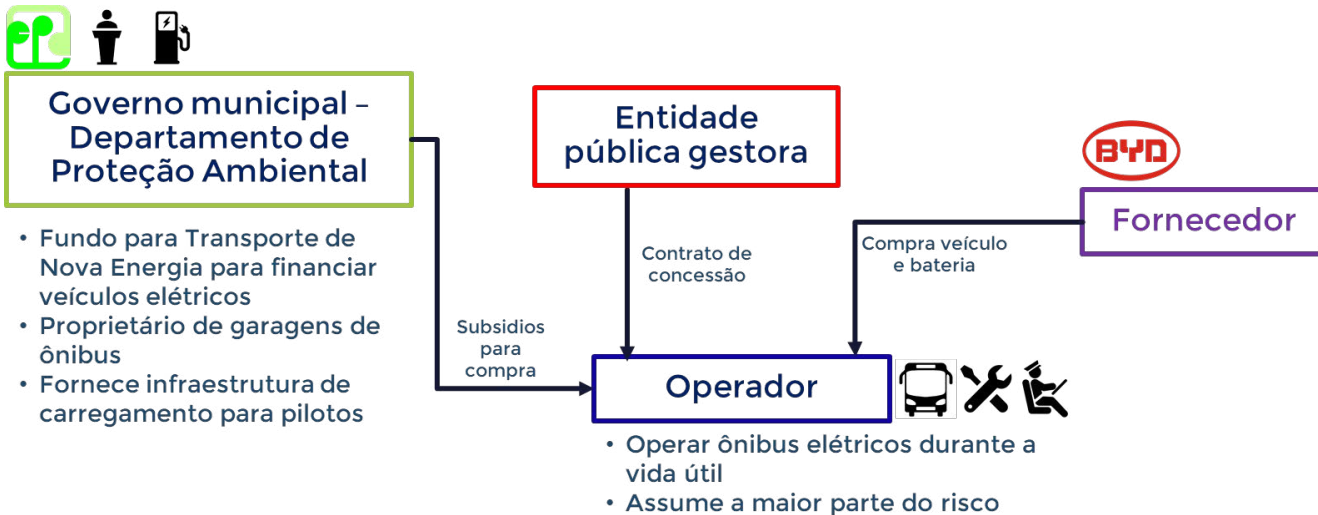 Governo municipal –
Departamento de
Proteção Ambiental
• Fundo para Transporte de
Nova Energia para financiar
veículos elétricos
• Proprietário de garagens de
ônibus
• Fornece infraestrutura de
carregamento para pilotos
Subsidios
para
compra
Entidade
pública gestora
Contrato de
concessão
BYD
Fornecedor
Compra veículo
e bateria
Operador
• Operar ônibus elétricos durante a
vida útil
• Assume a maior parte do risco